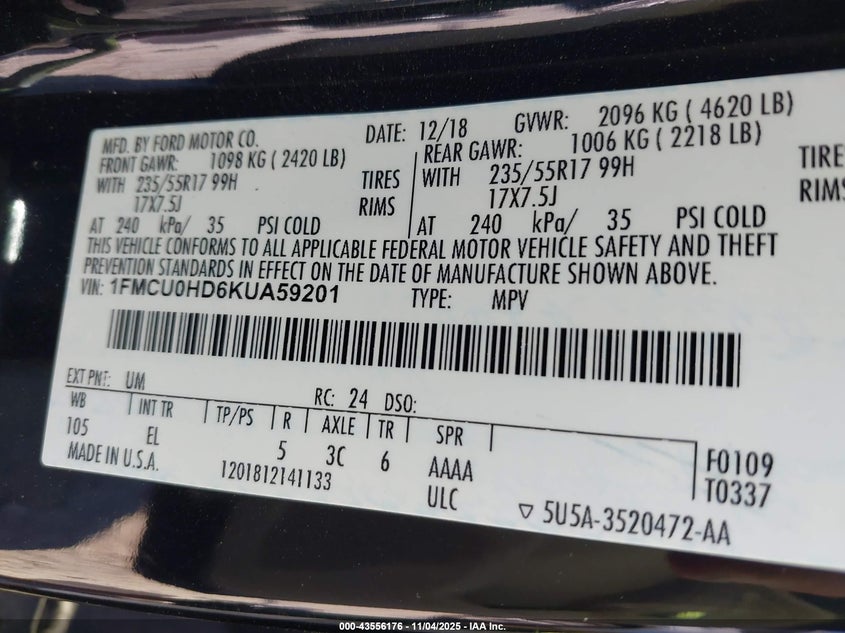 MFD. BY FORD MOTOR CO. DATE: 12/18 GVWR: 2096 KG ( 4620 LB)
FRONT GAWR: 1098 KG ( 2420 LB) REAR GAWR: 1006 KG ( 2218 LB)
WITH 235/55R17 99H TIRES WITH 235/55R17 99H TIRE
17X7.5J RIMS 17X7.5J RIMS
AT 240 kPa/ 35 PSI COLD AT 240 kPa/ 35 PSI COLD
THIS VEHICLE CONFORMS TO ALL APPLICABLE FEDERAL MOTOR VEHICLE SAFETY AND THEFT
PREVENTION STANDARDS IN EFFECT ON THE DATE OF MANUFACTURE SHOWN ABOVE.
VIN: 1FMCU0HD6KUA59201 TYPE: MPV
EXT PNT: UM RC: 24 DSO:
WB INT TR TP/PS R AXLE TR SPR
105 EL 5 3C 6 AAAA F0109
MADE IN U.S.A. 1201812141133 ULC T0337
▽ 5U5A-3520472-AA
000-43556176 - 11/04/2025 - IAA Inc.